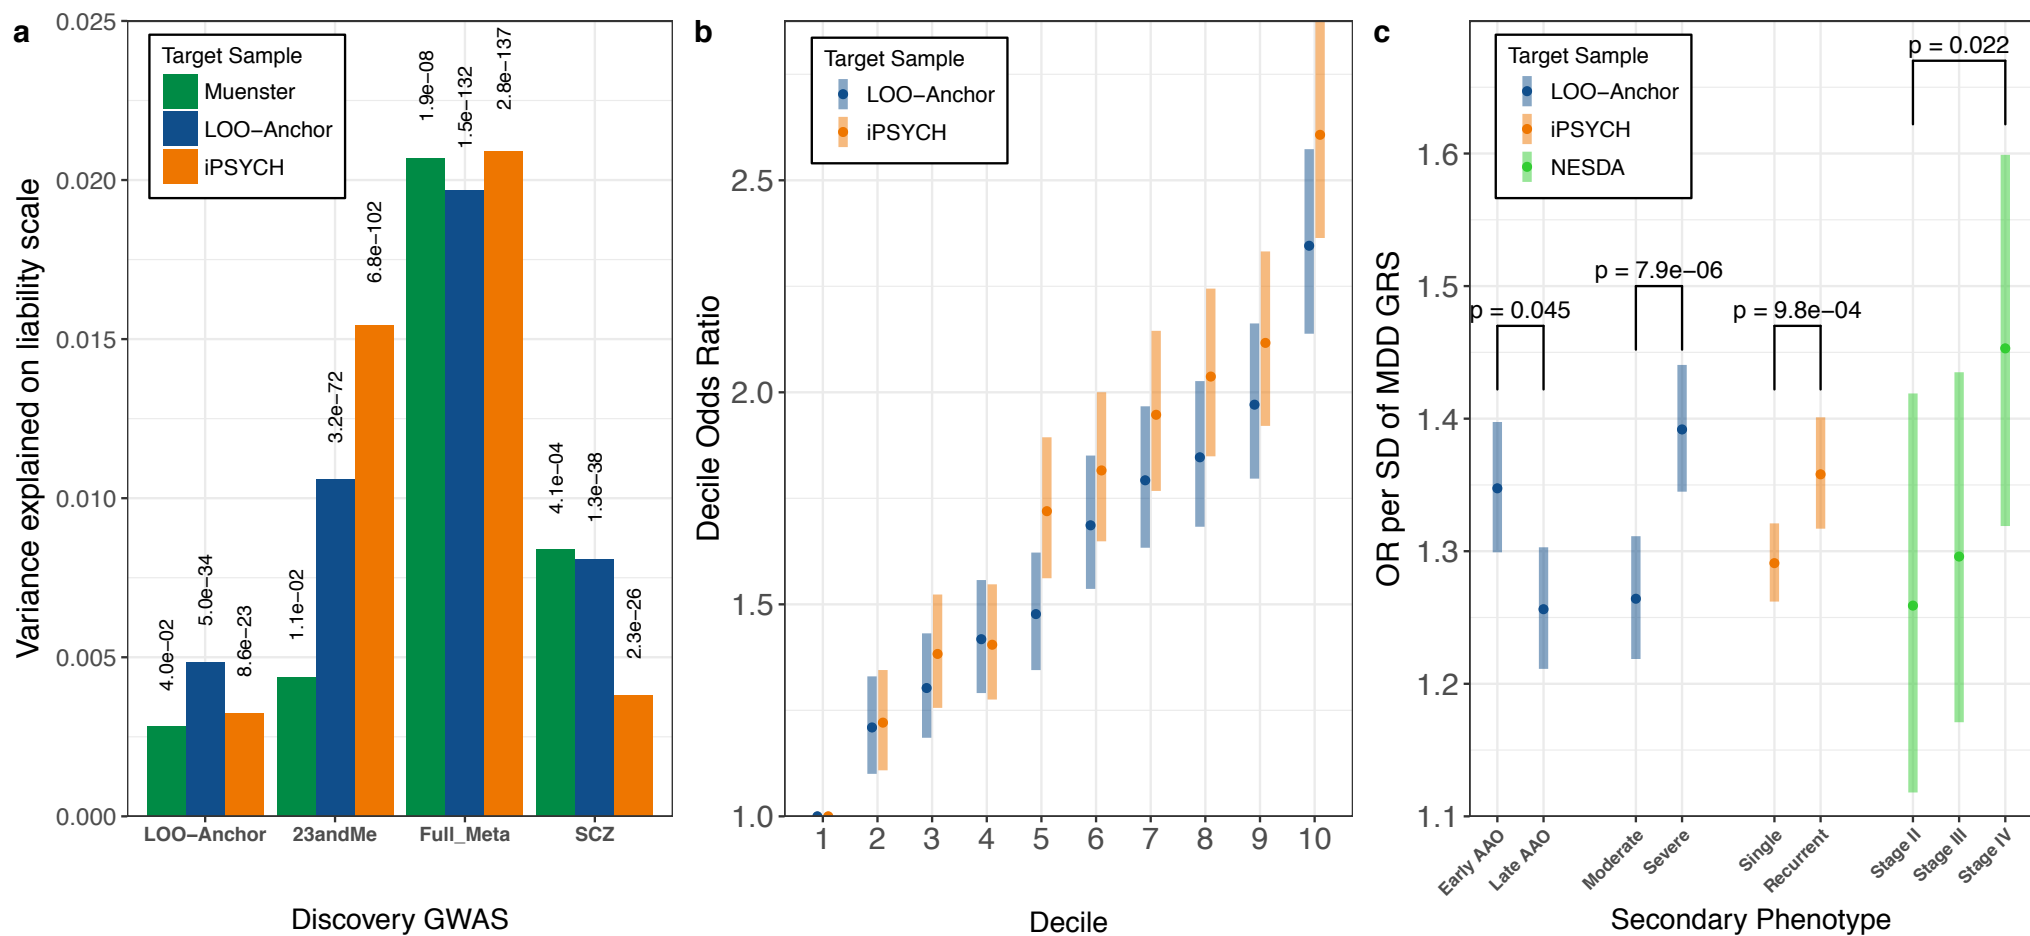 a
Target Sample
Muenster
LOO−Anchor
iPSYCH
Variance explained on liability scale
0.025
0.020
0.015
0.010
0.005
0.000
4.0e−02
5.0e−34
8.6e−23
1.1e−02
3.2e−72
6.8e−102
1.9e−08
1.5e−132
2.8e−137
4.1e−04
1.3e−38
2.3e−26
LOO−Anchor
23andMe
Full_Meta
SCZ
Discovery GWAS
b
Target Sample
LOO−Anchor
iPSYCH
Decile Odds Ratio
2.5
2.0
1.5
1.0
1 2 3 4 5 6 7 8 9 10
Decile
c
Target Sample
LOO−Anchor
iPSYCH
NESDA
OR per SD of MDD GRS
1.6
1.5
1.4
1.3
1.2
1.1
p = 0.045
p = 7.9e−06
p = 9.8e−04
p = 0.022
Early AAO
Late AAO
Moderate
Severe
Single
Recurrent
Stage II
Stage III
Stage IV
Secondary Phenotype